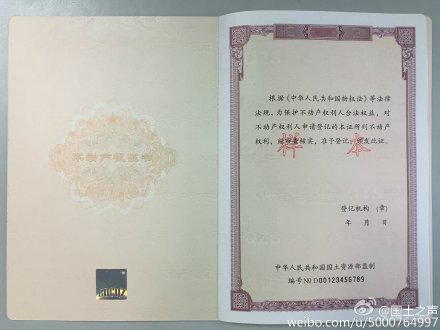 不动产权证书
根据《中华人民共和国物权法》等法律
法规，为保护不动产权利人合法权益，对
不动产权利人申请登记的本证所列不动产
权利，经审查核实，准予登记，颁发此证。
样 本
登记机构 （章）
年 月 日
中华人民共和国国土资源部监制
编号NO D00123456789
@国土之声
weibo.com/u/5000764997